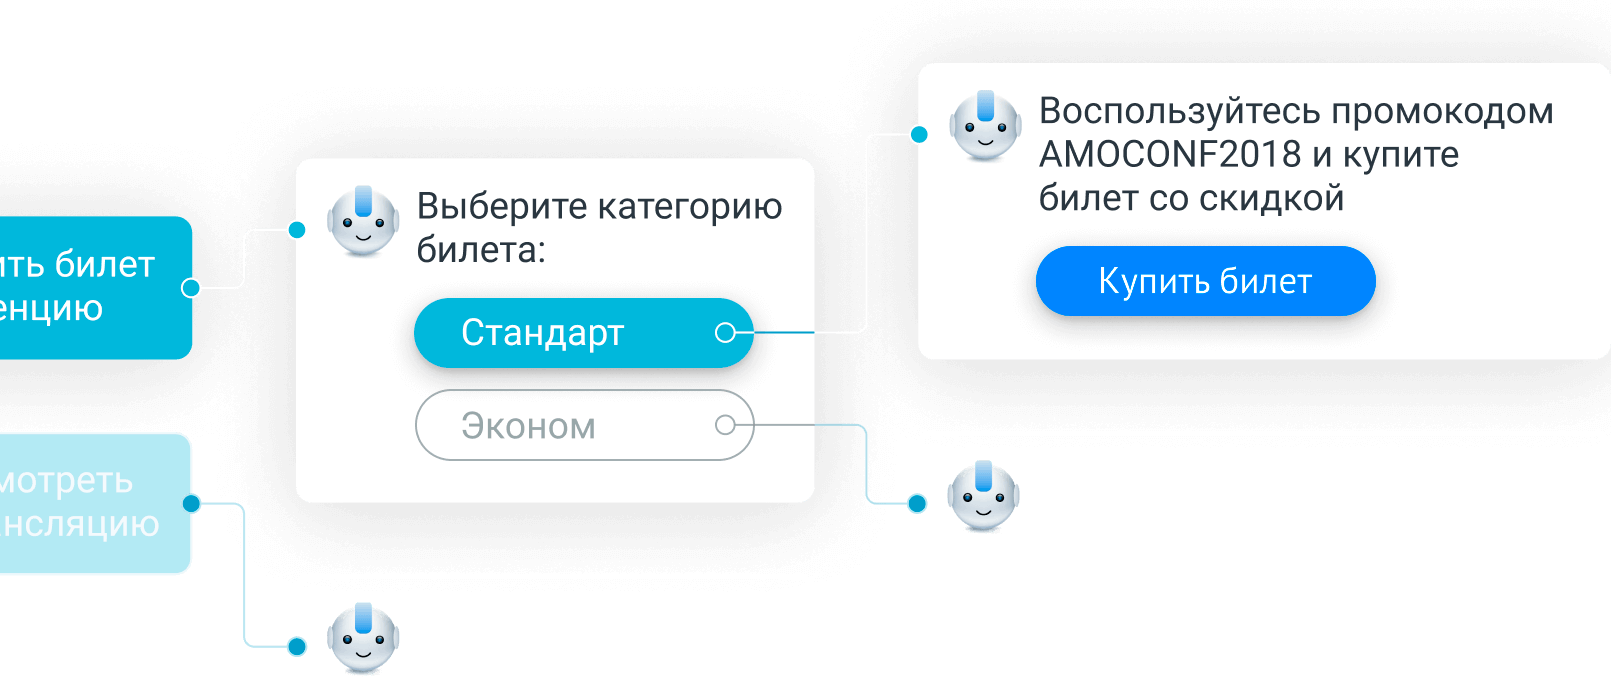 ить билет
енцию
мотреть
нсляцию
Выберите категорию
билета:
Стандарт
Эконом
Воспользуйтесь промокодом
AMOCONF2018 и купите
билет со скидкой
Купить билет